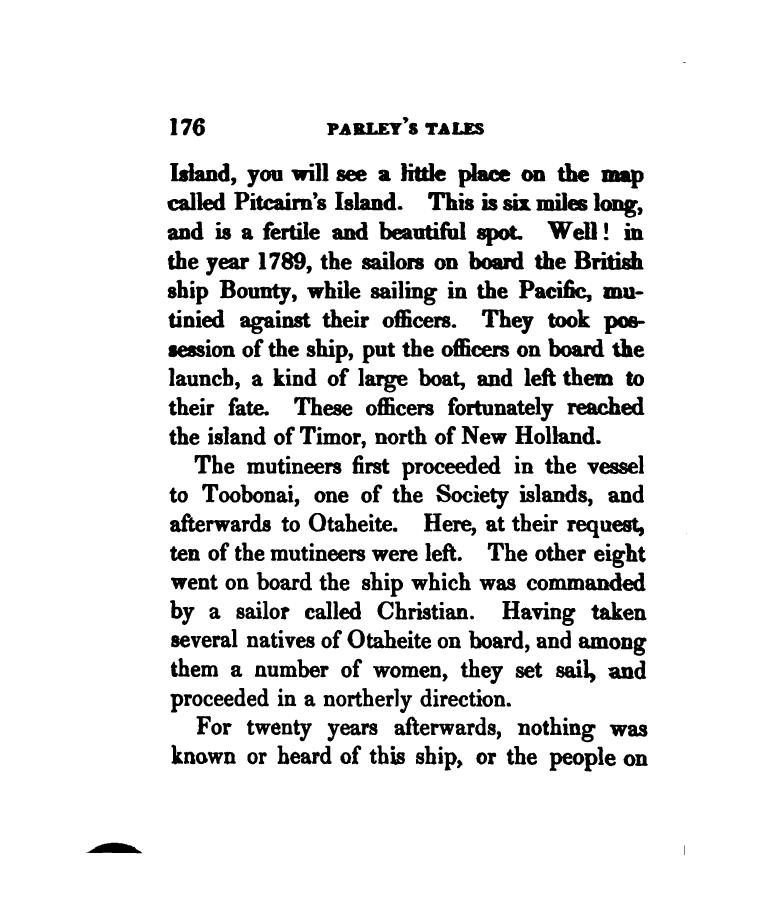 176 PARLEY'S TALES
Island, you will see a little place on the map
called Pitcairn's Island. This is six miles long,
and is a fertile and beautiful spot. Well! in
the year 1789, the sailors on board the British
ship Bounty, while sailing in the Pacific, mu-
tinied against their officers. They took pos-
session of the ship, put the officers on board the
launch, a kind of large boat, and left them to
their fate. These officers fortunately reached
the island of Timor, north of New Holland.
The mutineers first proceeded in the vessel
to Toobonai, one of the Society islands, and
afterwards to Otaheite. Here, at their request,
ten of the mutineers were left. The other eight
went on board the ship which was commanded
by a sailor called Christian. Having taken
several natives of Otaheite on board, and among
them a number of women, they set sail, and
proceeded in a northerly direction.
For twenty years afterwards, nothing was
known or heard of this ship, or the people on